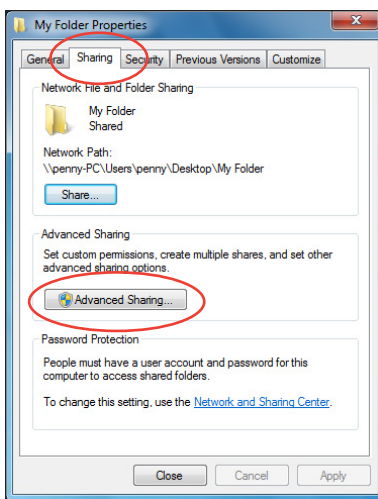 My Folder Properties
General Sharing Security Previous Versions Customize
Network File and Folder Sharing
My Folder
Shared
Network Path:
\\penny-PC\Users\penny\Desktop\My Folder
Share...
Advanced Sharing
Set custom permissions, create multiple shares, and set other
advanced sharing options.
Advanced Sharing...
Password Protection
People must have a user account and password for this
computer to access shared folders.
To change this setting, use the Network and Sharing Center.
Close Cancel Apply